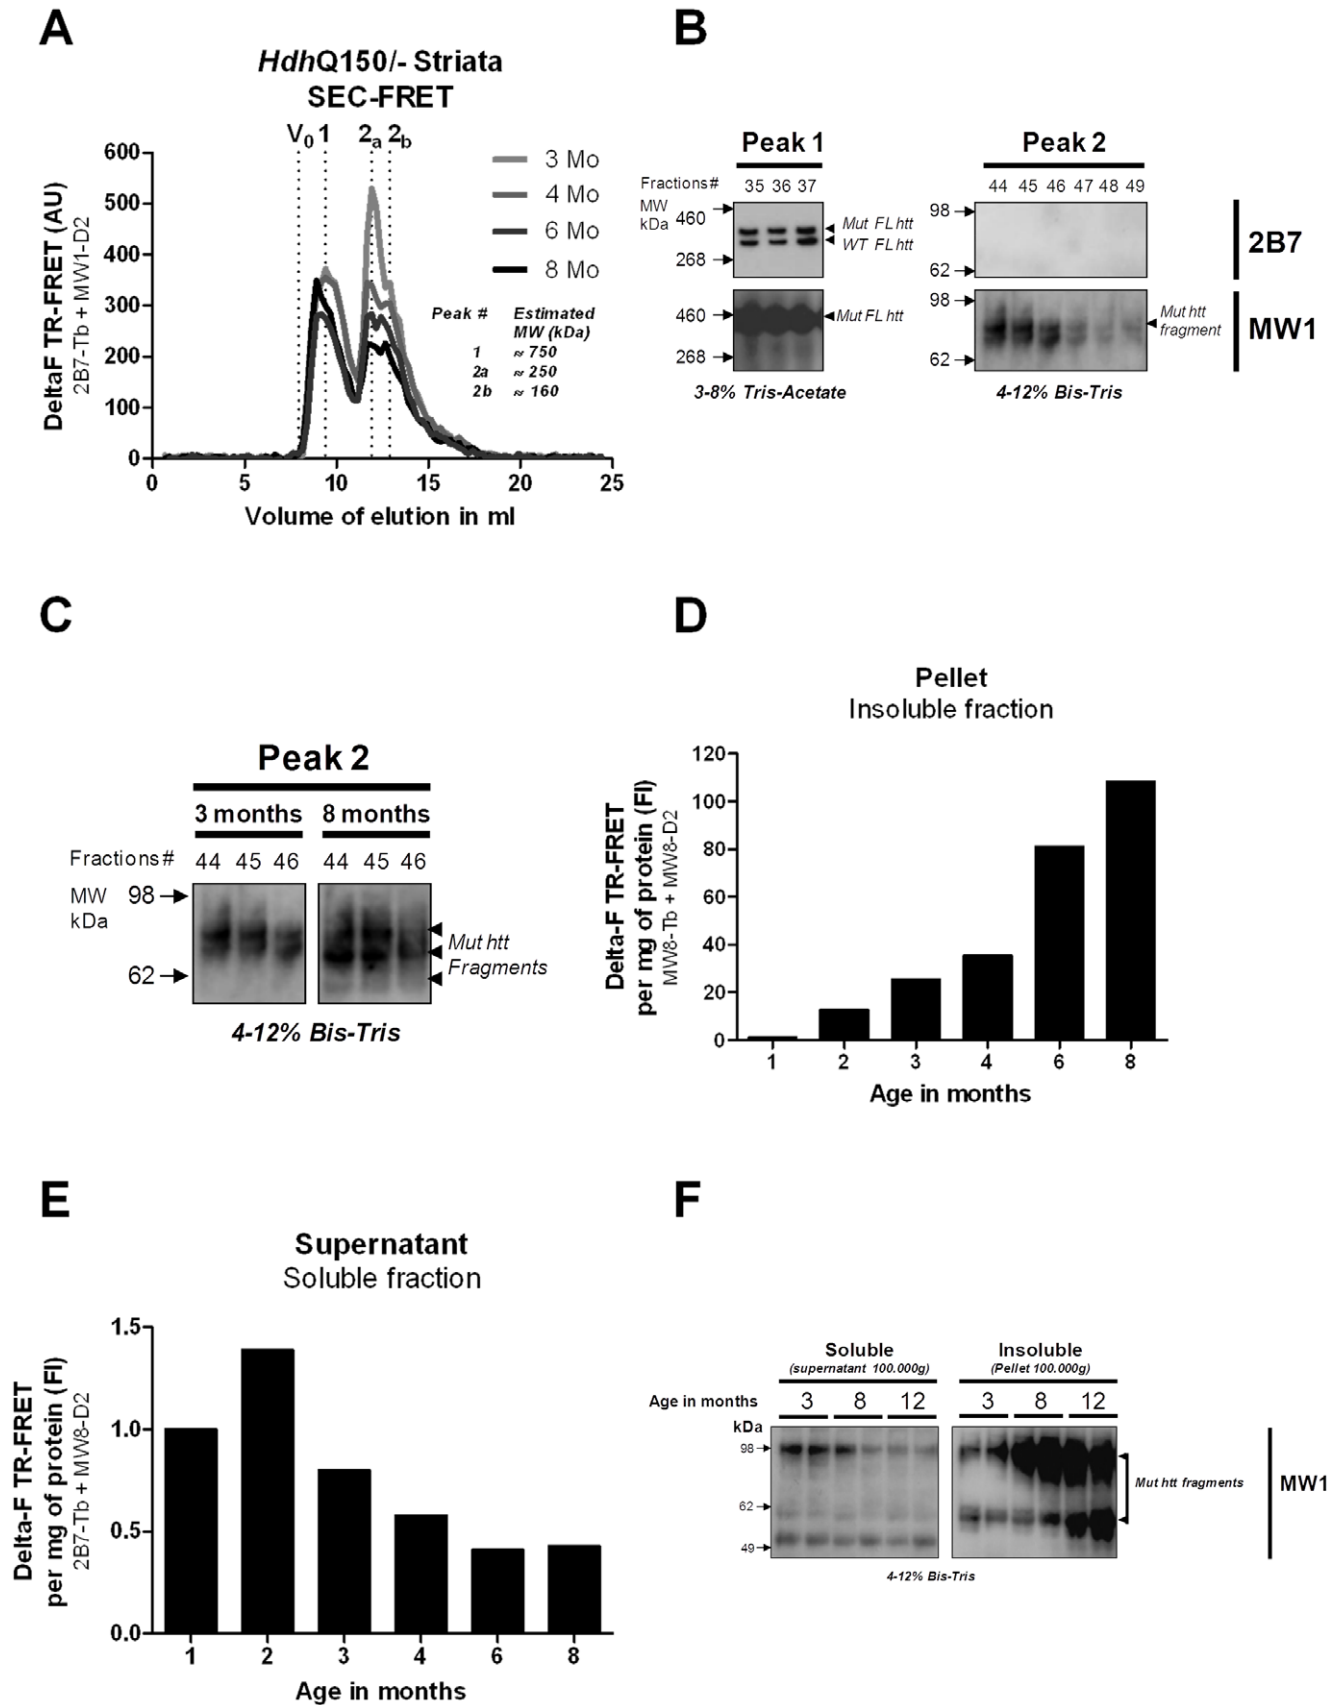 A
HdhQ150/- Striata
SEC-FRET
V0 1 2a 2b
600
500
400
300
200
100
0
DeltaF TR-FRET (AU)
2B7-Tb + MW1-D2
3 Mo
4 Mo
6 Mo
8 Mo
Peak # Estimated
MW (kDa)
1 ≈ 750
2a ≈ 250
2b ≈ 160
0 5 10 15 20 25
Volume of elution in ml
B
Peak 1 Peak 2
Fractions# 35 36 37 44 45 46 47 48 49
MW
kDa
460
268
Mut FL htt
WT FL htt
98
62
2B7
460
268
Mut FL htt
98
62
Mut htt
fragment
MW1
3-8% Tris-Acetate 4-12% Bis-Tris
C
Peak 2
3 months 8 months
Fractions# 44 45 46 44 45 46
MW
kDa
98
62
Mut htt
Fragments
4-12% Bis-Tris
D
Pellet
Insoluble fraction
120
100
80
60
40
20
0
Delta-F TR-FRET
per mg of protein (FI)
MW8-Tb + MW8-D2
1 2 3 4 6 8
Age in months
E
Supernatant
Soluble fraction
1.5
1.0
0.5
0.0
Delta-F TR-FRET
per mg of protein (FI)
2B7-Tb + MW8-D2
1 2 3 4 6 8
Age in months
F
Soluble Insoluble
(supernatant 100.000g) (Pellet 100.000g)
Age in months 3 8 12 3 8 12
kDa
98
62
49
Mut htt fragments
MW1
4-12% Bis-Tris